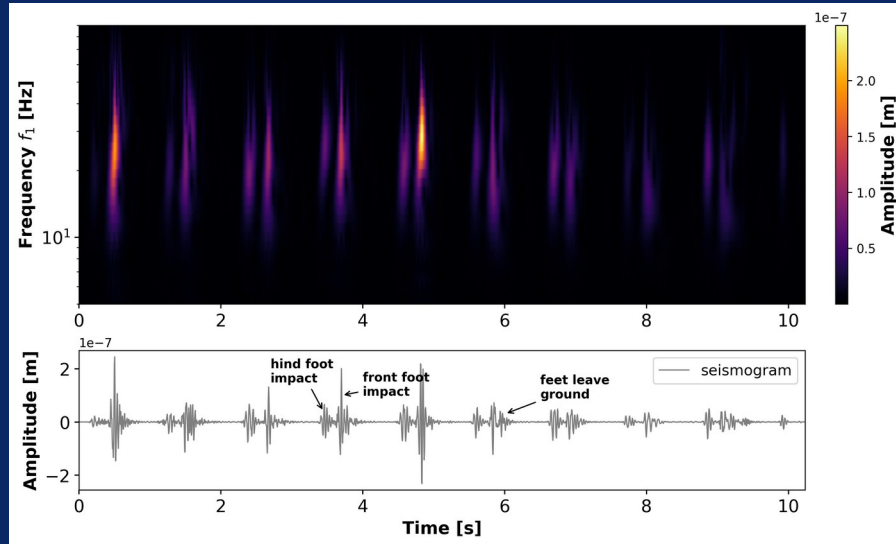 1e−7
Frequency f₁ [Hz]
10¹
0 2 4 6 8 10
2.0
1.5
1.0
0.5
Amplitude [m]
1e−7
Amplitude [m]
2
0
−2
hind foot
impact
front foot
impact
feet leave
ground
seismogram
0 2 4 6 8 10
Time [s]